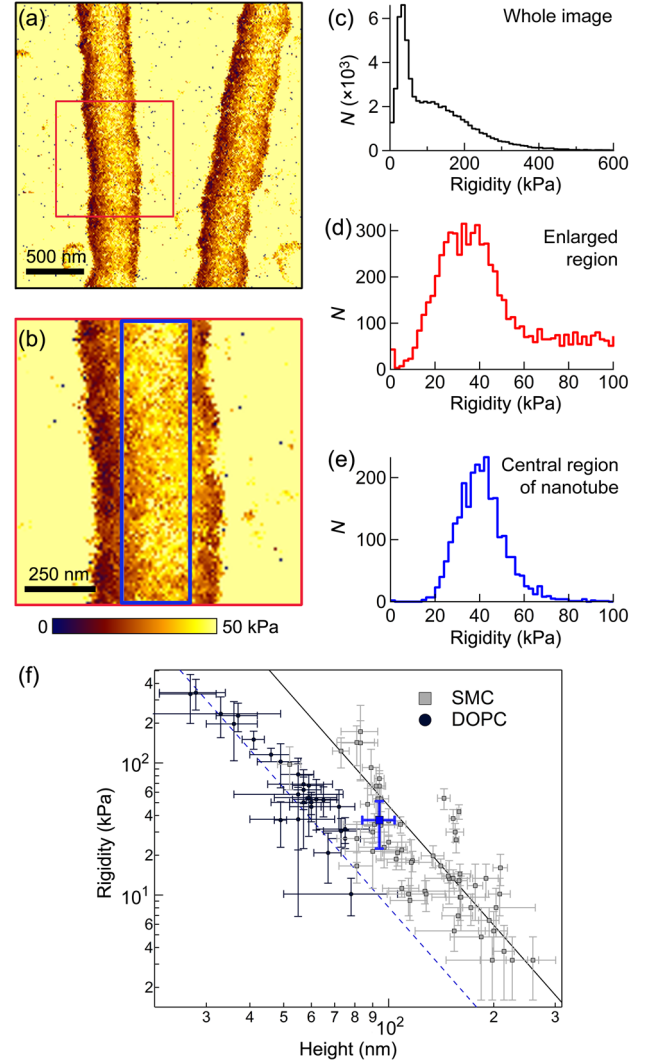 (a)
500 nm
(b)
250 nm
0 50 kPa
(c)
Whole image
N (×10³)
6
4
2
0
0 200 400 600
Rigidity (kPa)
(d)
Enlarged
region
N
300
200
100
0
0 20 40 60 80 100
Rigidity (kPa)
(e)
Central region
of nanotube
N
200
100
0
0 20 40 60 80 100
Rigidity (kPa)
(f)
SMC
DOPC
Rigidity (kPa)
4
2
10²
6
4
2
10¹
6
4
2
3 4 5 6 7 8 9 10² 2 3
Height (nm)